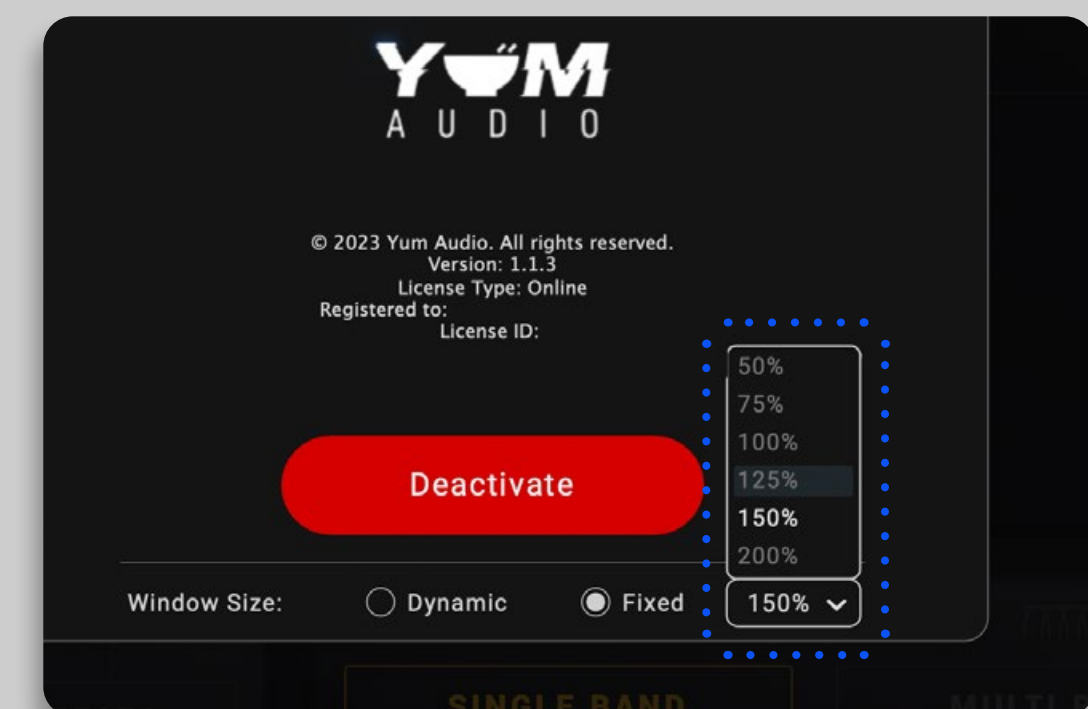 YUM
AUDIO
© 2023 Yum Audio. All rights reserved.
Version: 1.1.3
License Type: Online
Registered to:
License ID:
50%
75%
100%
125%
150%
200%
Deactivate
Window Size: Dynamic Fixed 150%
SINGLE BAND